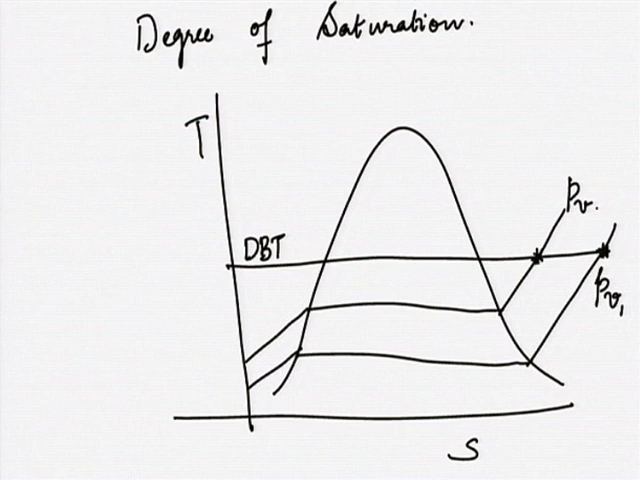 Degree of Saturation.
T
DBT
Pv.
Pv1
S